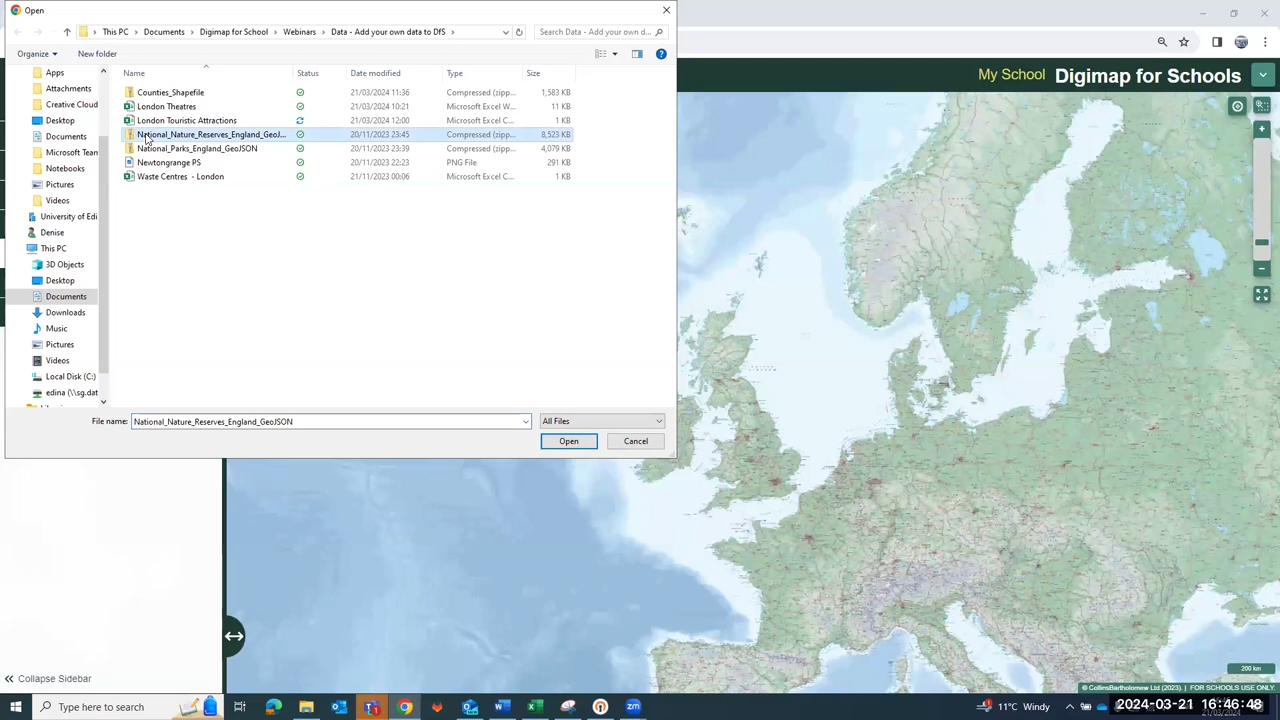 Open
This PC > Documents > Digimap for School > Webinars > Data - Add your own data to DfS >
Search Data - Add your own d...
Organize
New folder
Name Status Date modified Type Size
Apps
Attachments
Creative Cloud
Desktop
Documents
Microsoft Team
Notebooks
Pictures
Videos
University of Edi
Denise
This PC
3D Objects
Desktop
Documents
Downloads
Music
Pictures
Videos
Local Disk (C:)
edina (\\sg.dat
Counties_Shapefile 21/03/2024 11:36 Compressed (zipp... 1,583 KB
London Theatres 21/03/2024 10:21 Microsoft Excel W... 11 KB
London Touristic Attractions 21/03/2024 12:00 Microsoft Excel C... 1 KB
National_Nature_Reserves_England_GeoJ... 20/11/2023 23:45 Compressed (zipp... 8,523 KB
National_Parks_England_GeoJSON 20/11/2023 23:39 Compressed (zipp... 4,079 KB
Newtongrange PS 20/11/2023 22:23 PNG File 291 KB
Waste Centres - London 21/11/2023 00:06 Microsoft Excel C... 1 KB
File name: National_Nature_Reserves_England_GeoJSON
All Files
Open
Cancel
My School Digimap for Schools
200 km
© CollinsBartholomew Ltd (2023). | FOR SCHOOLS USE ONLY.
Collapse Sidebar
Type here to search
11°C Windy
2024-03-21 16:46:48